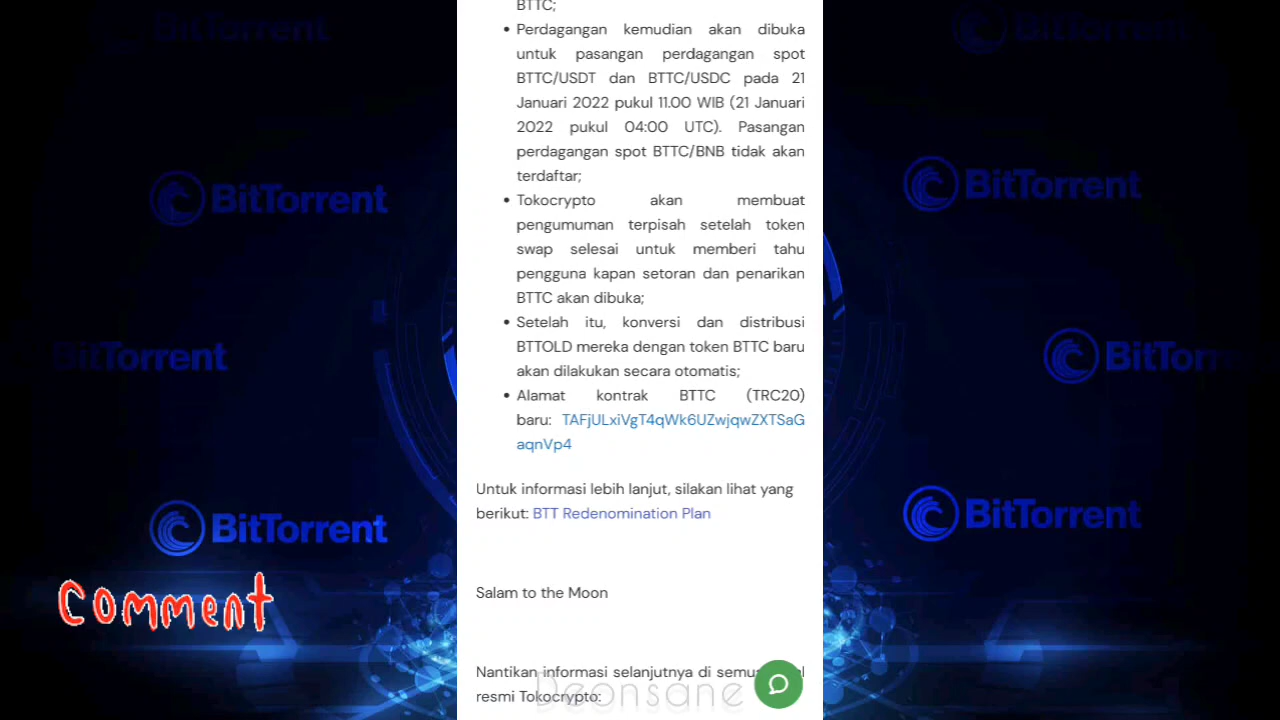 BitTorrent
BitTorrent
BTTC;
• Perdagangan kemudian akan dibuka
untuk pasangan perdagangan spot
BTTC/USDT dan BTTC/USDC pada 21
Januari 2022 pukul 11.00 WIB (21 Januari
2022 pukul 04:00 UTC). Pasangan
perdagangan spot BTTC/BNB tidak akan
terdaftar;
• Tokocrypto akan membuat
pengumuman terpisah setelah token
swap selesai untuk memberi tahu
pengguna kapan setoran dan penarikan
BTTC akan dibuka;
• Setelah itu, konversi dan distribusi
BTTOLD mereka dengan token BTTC baru
akan dilakukan secara otomatis;
• Alamat kontrak BTTC (TRC20)
baru: TAFjULxiVgT4qWk6UZwjqwZXTSaG
aqnVp4
Untuk informasi lebih lanjut, silakan lihat yang
berikut: BTT Redenomination Plan
Salam to the Moon
Nantikan informasi selanjutnya di
resmi Tokocrypto:
Deonsane
BitTorrent
BitTorrent
BitTorrent
BitTorrent
BitTorrent
comment